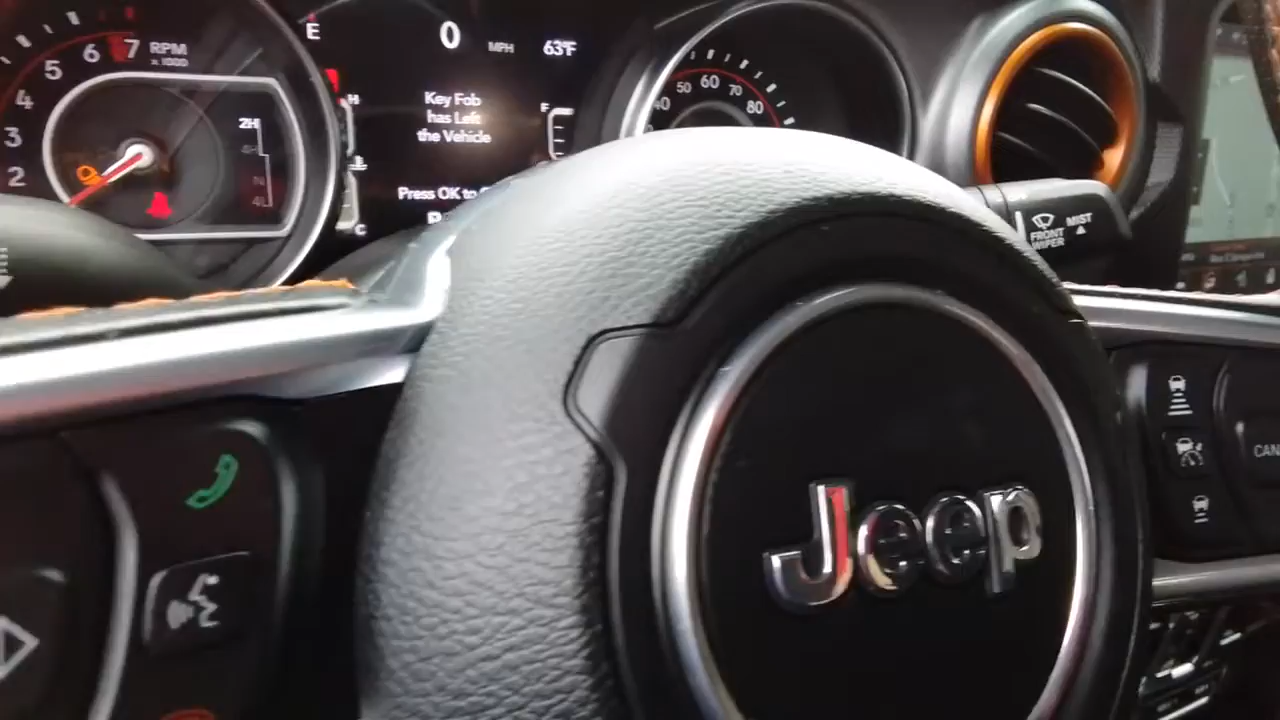 E
0 MPH 63°F
7 RPM
x 1000
6
5
4
3
2
H
Key Fob
has Left
the Vehicle
F
2H
4H
N
4L
Press OK to
C
40 50 60 70 80
FRONT
WIPER
MIST
CAN
Jeep